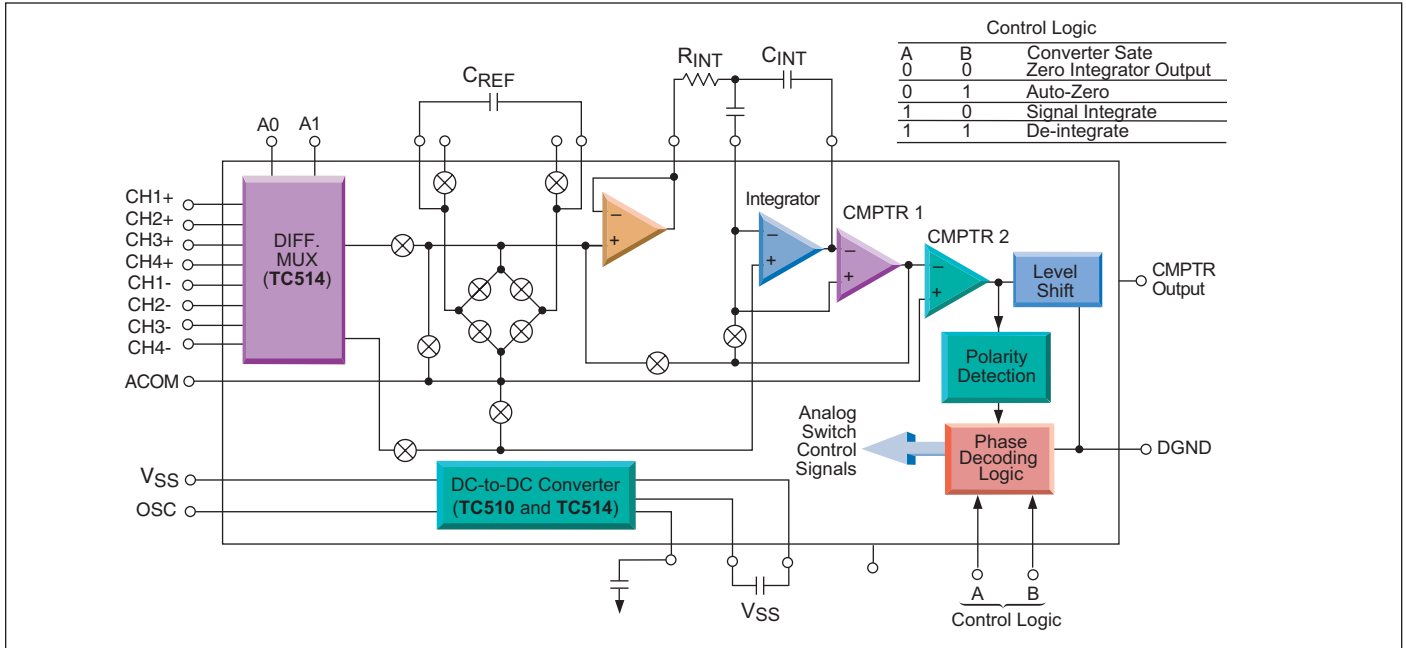 Control Logic
A B Converter Sate
0 0 Zero Integrator Output
0 1 Auto-Zero
1 0 Signal Integrate
1 1 De-integrate
RINT
CINT
CREF
A0
A1
CH1+
CH2+
CH3+
CH4+
CH1-
CH2-
CH3-
CH4-
DIFF.
MUX
(TC514)
-
+
Integrator
-
+
CMPTR 1
-
+
CMPTR 2
-
+
Level
Shift
CMPTR
Output
ACOM
Polarity
Detection
Analog
Switch
Control
Signals
Phase
Decoding
Logic
DGND
VSS
OSC
DC-to-DC Converter
(TC510 and TC514)
VSS
A
B
Control Logic